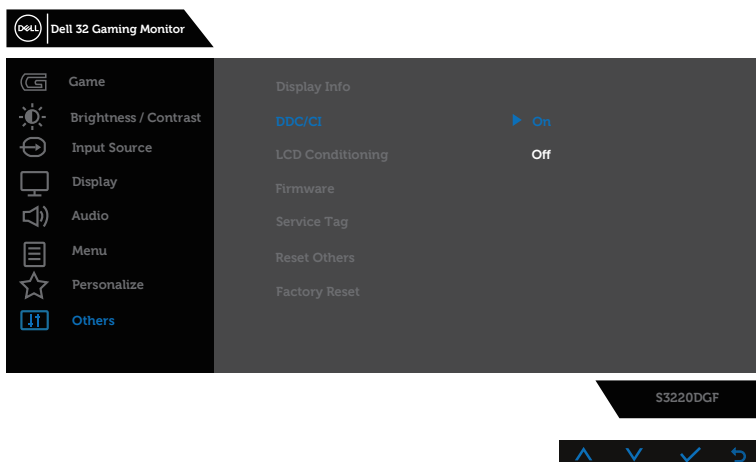 DELL
Dell 32 Gaming Monitor
Game
Brightness / Contrast
Input Source
Display
Audio
Menu
Personalize
Others
Display Info
DDC/CI
On
LCD Conditioning
Off
Firmware
Service Tag
Reset Others
Factory Reset
S3220DGF